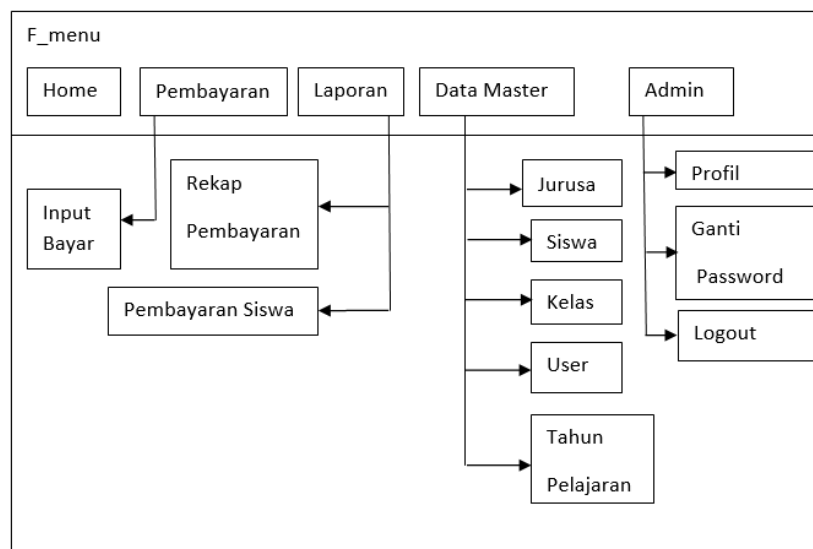 F_menu
Home
Pembayaran
Laporan
Data Master
Admin
Input
Bayar
Rekap
Pembayaran
Pembayaran Siswa
Jurusa
Siswa
Kelas
User
Tahun
Pelajaran
Profil
Ganti
Password
Logout